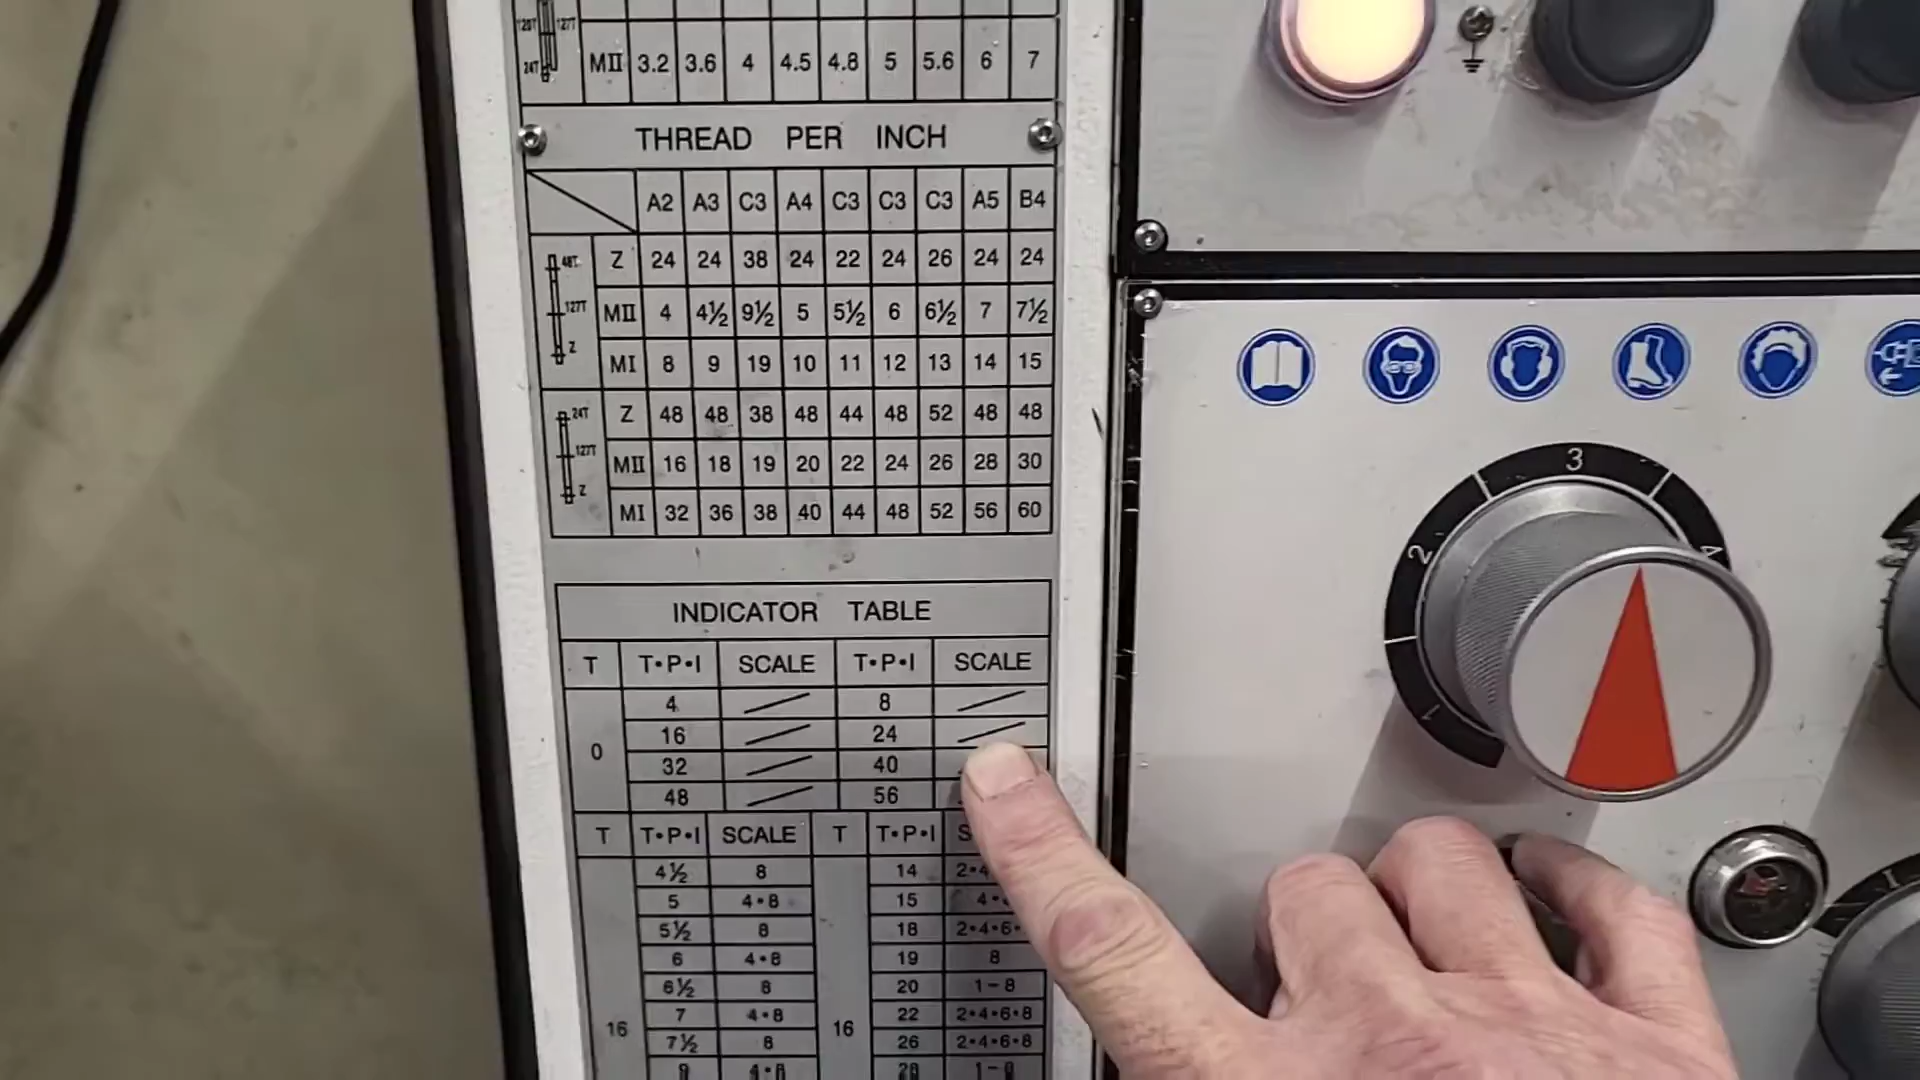 120T 127T
24T
MII 3.2 3.6 4 4.5 4.8 5 5.6 6 7
THREAD PER INCH
A2 A3 C3 A4 C3 C3 C3 A5 B4
48T Z 24 24 38 24 22 24 26 24 24
127T MII 4 4½ 9½ 5 5½ 6 6½ 7 7½
Z MI 8 9 19 10 11 12 13 14 15
24T Z 48 48 38 48 44 48 52 48 48
127T MII 16 18 19 20 22 24 26 28 30
Z MI 32 36 38 40 44 48 52 56 60
INDICATOR TABLE
T T•P•I SCALE T•P•I SCALE
0
4 8
16 24
32 40
48 56
T T•P•I SCALE T T•P•I
16 16
4½ 8 14
5 4•8 15
5½ 8 18 2•4•6•
6 4•8 19 8
6½ 8 20 1-8
7 4•8 22 2•4•6•8
7½ 8 26 2•4•6•8
9 4•8 28
1
2
3
4
1